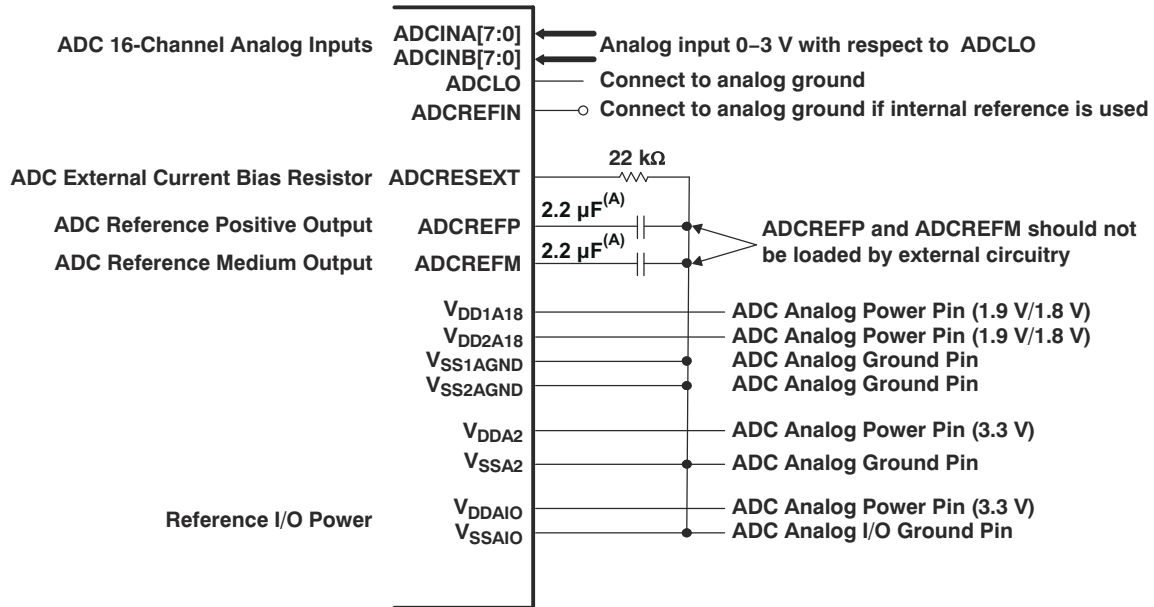 ADC 16-Channel Analog Inputs
ADCINA[7:0]
ADCINB[7:0]
Analog input 0−3 V with respect to ADCLO
ADCLO
Connect to analog ground
ADCREFIN
Connect to analog ground if internal reference is used
22 kΩ
ADC External Current Bias Resistor
ADCRESEXT
2.2 µF(A)
ADC Reference Positive Output
ADCREFP
2.2 µF(A)
ADC Reference Medium Output
ADCREFM
ADCREFP and ADCREFM should not
be loaded by external circuitry
VDD1A18
ADC Analog Power Pin (1.9 V/1.8 V)
VDD2A18
ADC Analog Power Pin (1.9 V/1.8 V)
VSS1AGND
ADC Analog Ground Pin
VSS2AGND
ADC Analog Ground Pin
VDDA2
ADC Analog Power Pin (3.3 V)
VSSA2
ADC Analog Ground Pin
Reference I/O Power
VDDAIO
ADC Analog Power Pin (3.3 V)
VSSAIO
ADC Analog I/O Ground Pin